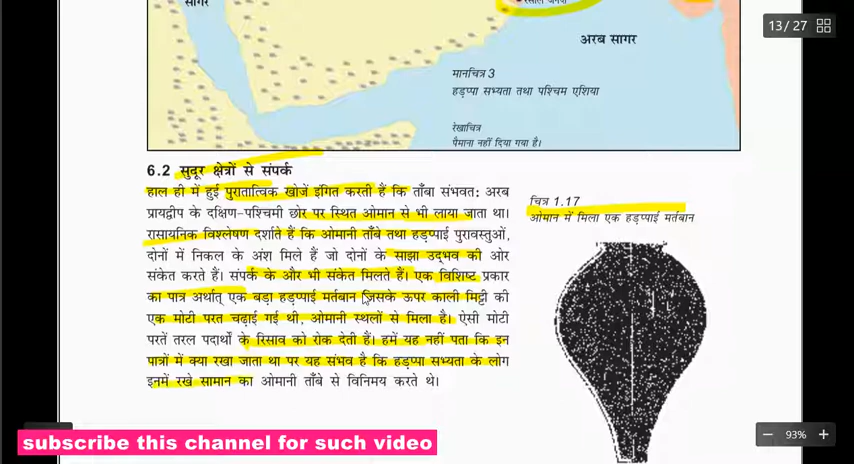 सागर
13 / 27
अरब सागर
मानचित्र 3
हड़प्पा सभ्यता तथा पश्चिम एशिया
रेखाचित्र
पैमाना नहीं दिया गया है।
6.2 सुदूर क्षेत्रों से संपर्क
हाल ही में हुई पुरातात्विक खोजें इंगित करती हैं कि ताँबा संभवत: अरब
प्रायद्वीप के दक्षिण-पश्चिमी छोर पर स्थित ओमान से भी लाया जाता था।
रासायनिक विश्लेषण दर्शाते हैं कि ओमानी ताँबे तथा हड़प्पाई पुरावस्तुओं,
दोनों में निकल के अंश मिले हैं जो दोनों के साझा उद्भव की ओर
संकेत करते हैं। संपर्क के और भी संकेत मिलते हैं। एक विशिष्ट प्रकार
का पात्र अर्थात् एक बड़ा हड़प्पाई मर्तबान जिसके ऊपर काली मिट्टी की
एक मोटी परत चढ़ाई गई थी, ओमानी स्थलों से मिला है। ऐसी मोटी
परतें तरल पदार्थों के रिसाव को रोक देती हैं। हमें यह नहीं पता कि इन
पात्रों में क्या रखा जाता था पर यह संभव है कि हड़प्पा सभ्यता के लोग
इनमें रखे सामान का ओमानी ताँबे से विनिमय करते थे।
चित्र 1.17
ओमान में मिला एक हड़प्पाई मर्तबान
93%
subscribe this channel for such video